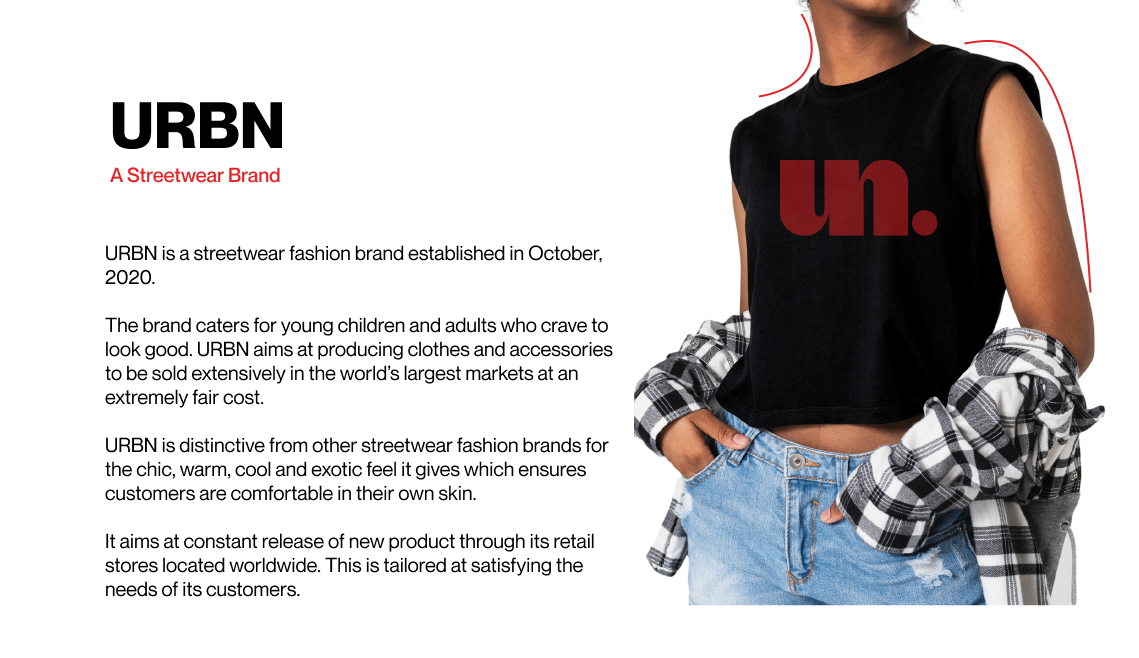 URBN
A Streetwear Brand
URBN is a streetwear fashion brand established in October,
2020.
The brand caters for young children and adults who crave to
look good. URBN aims at producing clothes and accessories
to be sold extensively in the world’s largest markets at an
extremely fair cost.
URBN is distinctive from other streetwear fashion brands for
the chic, warm, cool and exotic feel it gives which ensures
customers are comfortable in their own skin.
It aims at constant release of new product through its retail
stores located worldwide. This is tailored at satisfying the
needs of its customers.
un.